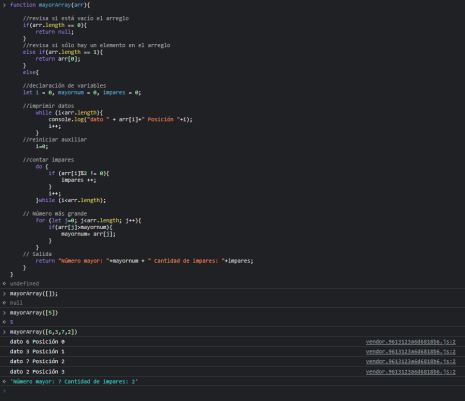 function mayorArray(arr){
//revisa si está vacío el arreglo
if(arr.length == 0){
return null;
}
//revisa si sólo hay un elemento en el arreglo
else if(arr.length == 1){
return arr[0];
}
else{
//declaración de variables
let i = 0, mayornum = 0, impares = 0;
//imprimir datos
while (i<arr.length){
console.log("dato " + arr[i]+" Posición "+i);
i++;
}
//reiniciar auxiliar
i=0;
//contar impares
do {
if (arr[i]%2 != 0){
impares ++;
}
i++;
}while (i<arr.length);
// Número más grande
for (let j=0; j<arr.length; j++){
if(arr[j]>mayornum){
mayornum= arr[j];
}
}
// Salida
return "Número mayor: "+mayornum + " Cantidad de impares: "+impares;
}
}
undefined
mayorArray([]);
null
mayorArray([5])
5
mayorArray([6,3,7,2])
dato 6 Posición 0 vendor.9613123a6d6818b6.js:2
dato 3 Posición 1 vendor.9613123a6d6818b6.js:2
dato 7 Posición 2 vendor.9613123a6d6818b6.js:2
dato 2 Posición 3 vendor.9613123a6d6818b6.js:2
'Número mayor: 7 Cantidad de impares: 2'